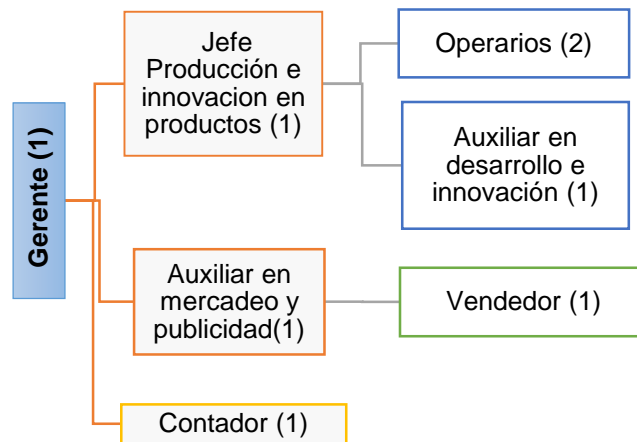 Gerente (1)
Jefe
Producción e
innovacion en
productos (1)
Operarios (2)
Auxiliar en
desarrollo e
innovación (1)
Auxiliar en
mercadeo y
publicidad(1)
Vendedor (1)
Contador (1)